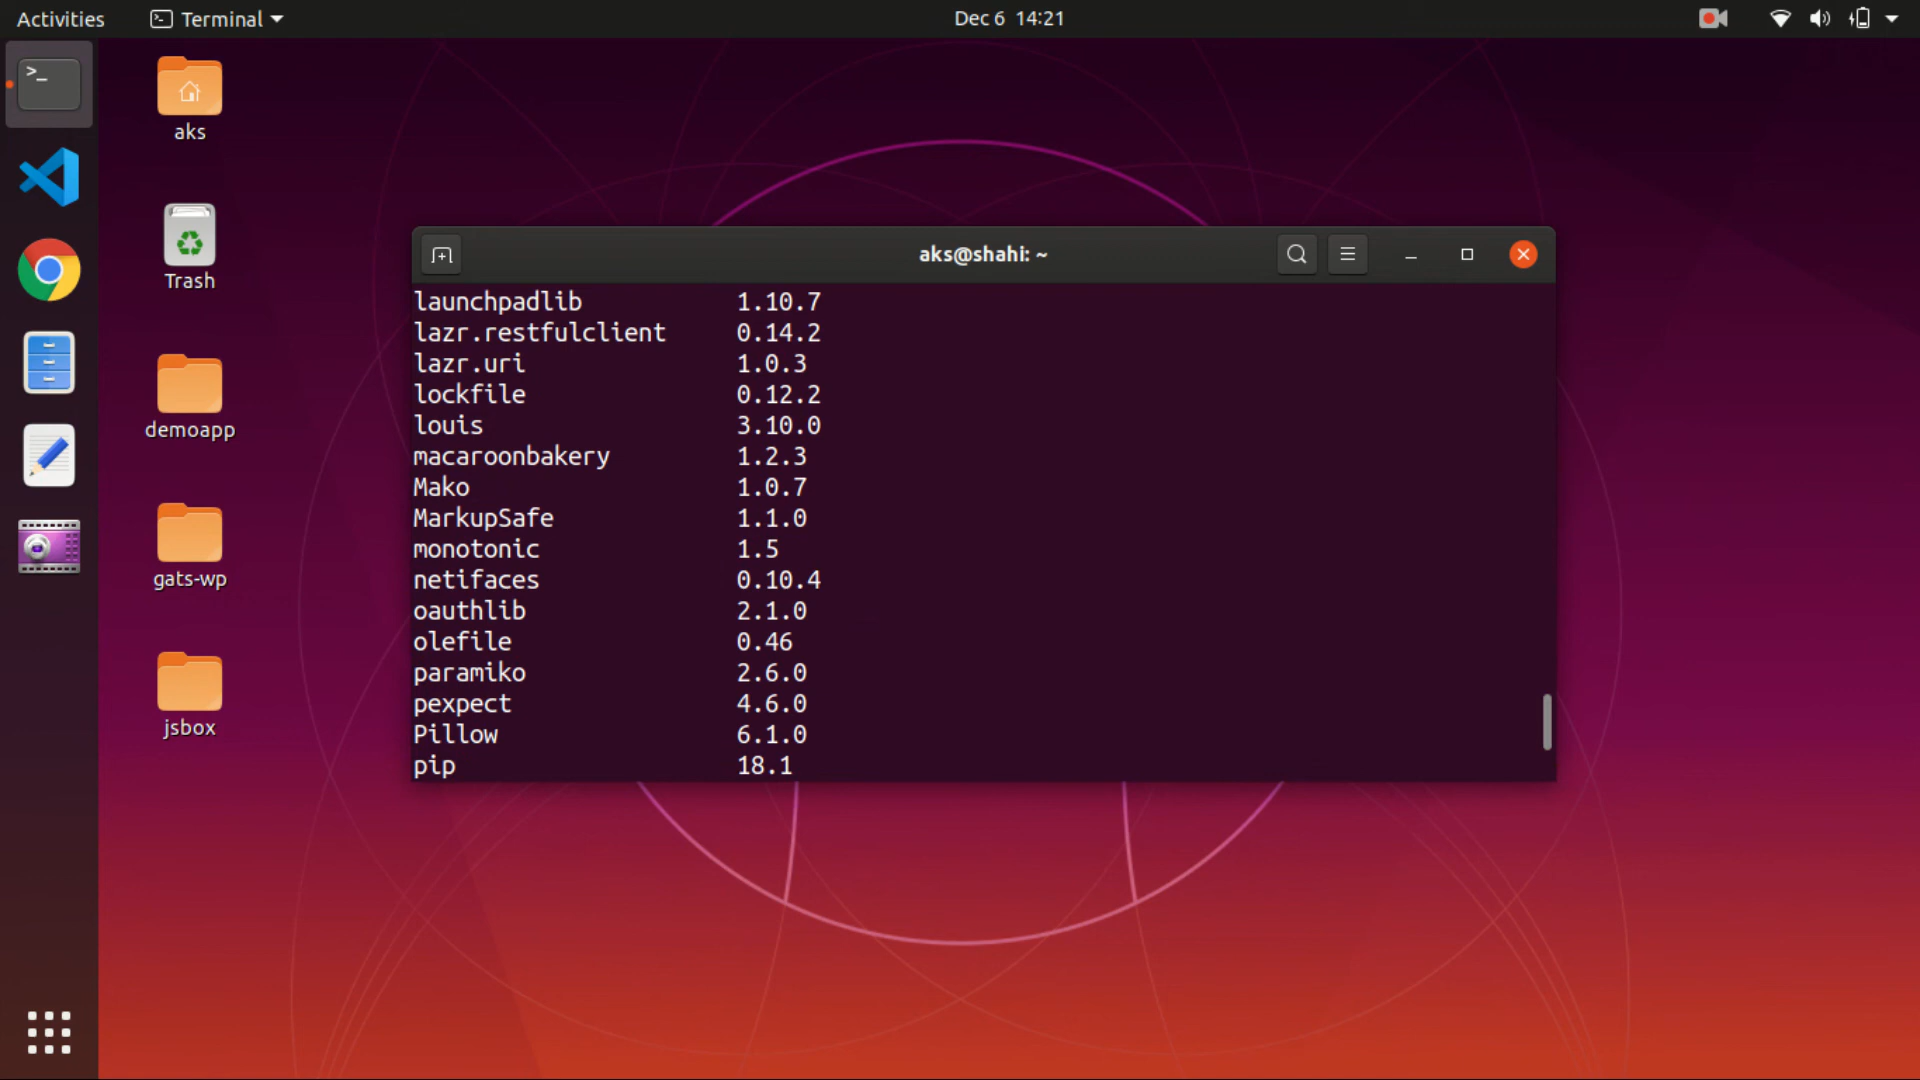 Activities
Terminal
Dec 6 14:21
>_
aks
Trash
demoapp
gats-wp
jsbox
aks@shahi: ~
launchpadlib 1.10.7
lazr.restfulclient 0.14.2
lazr.uri 1.0.3
lockfile 0.12.2
louis 3.10.0
macaroonbakery 1.2.3
Mako 1.0.7
MarkupSafe 1.1.0
monotonic 1.5
netifaces 0.10.4
oauthlib 2.1.0
olefile 0.46
paramiko 2.6.0
pexpect 4.6.0
Pillow 6.1.0
pip 18.1